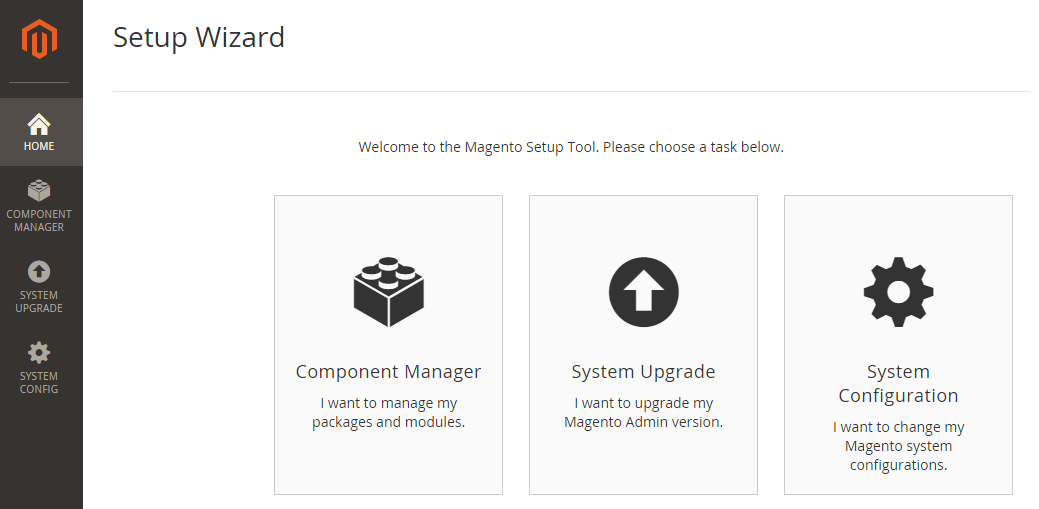 Setup Wizard
HOME
COMPONENT
MANAGER
SYSTEM
UPGRADE
SYSTEM
CONFIG
Welcome to the Magento Setup Tool. Please choose a task below.
Component Manager
I want to manage my
packages and modules.
System Upgrade
I want to upgrade my
Magento Admin version.
System
Configuration
I want to change my
Magento system
configurations.